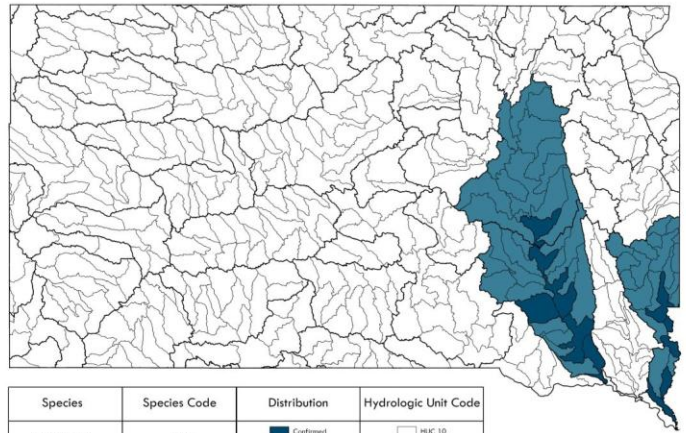 Species Species Code Distribution Hydrologic Unit Code
Confirmed HUC 10